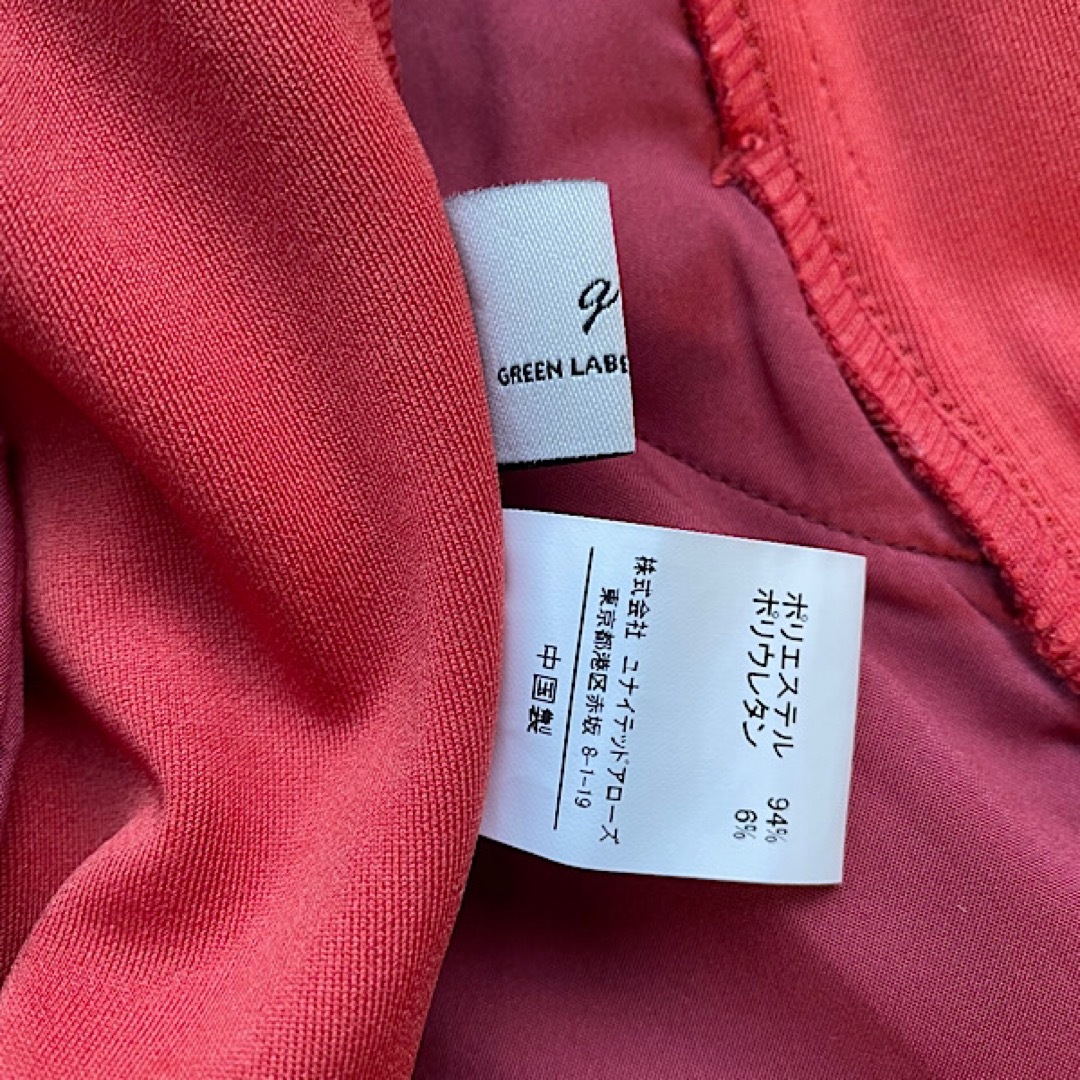 g
GREEN LABE
ポリエステル 94%
ポリウレタン 6%
株式会社 ユナイテッドアローズ
東京都港区赤坂 8-1-19
中国製